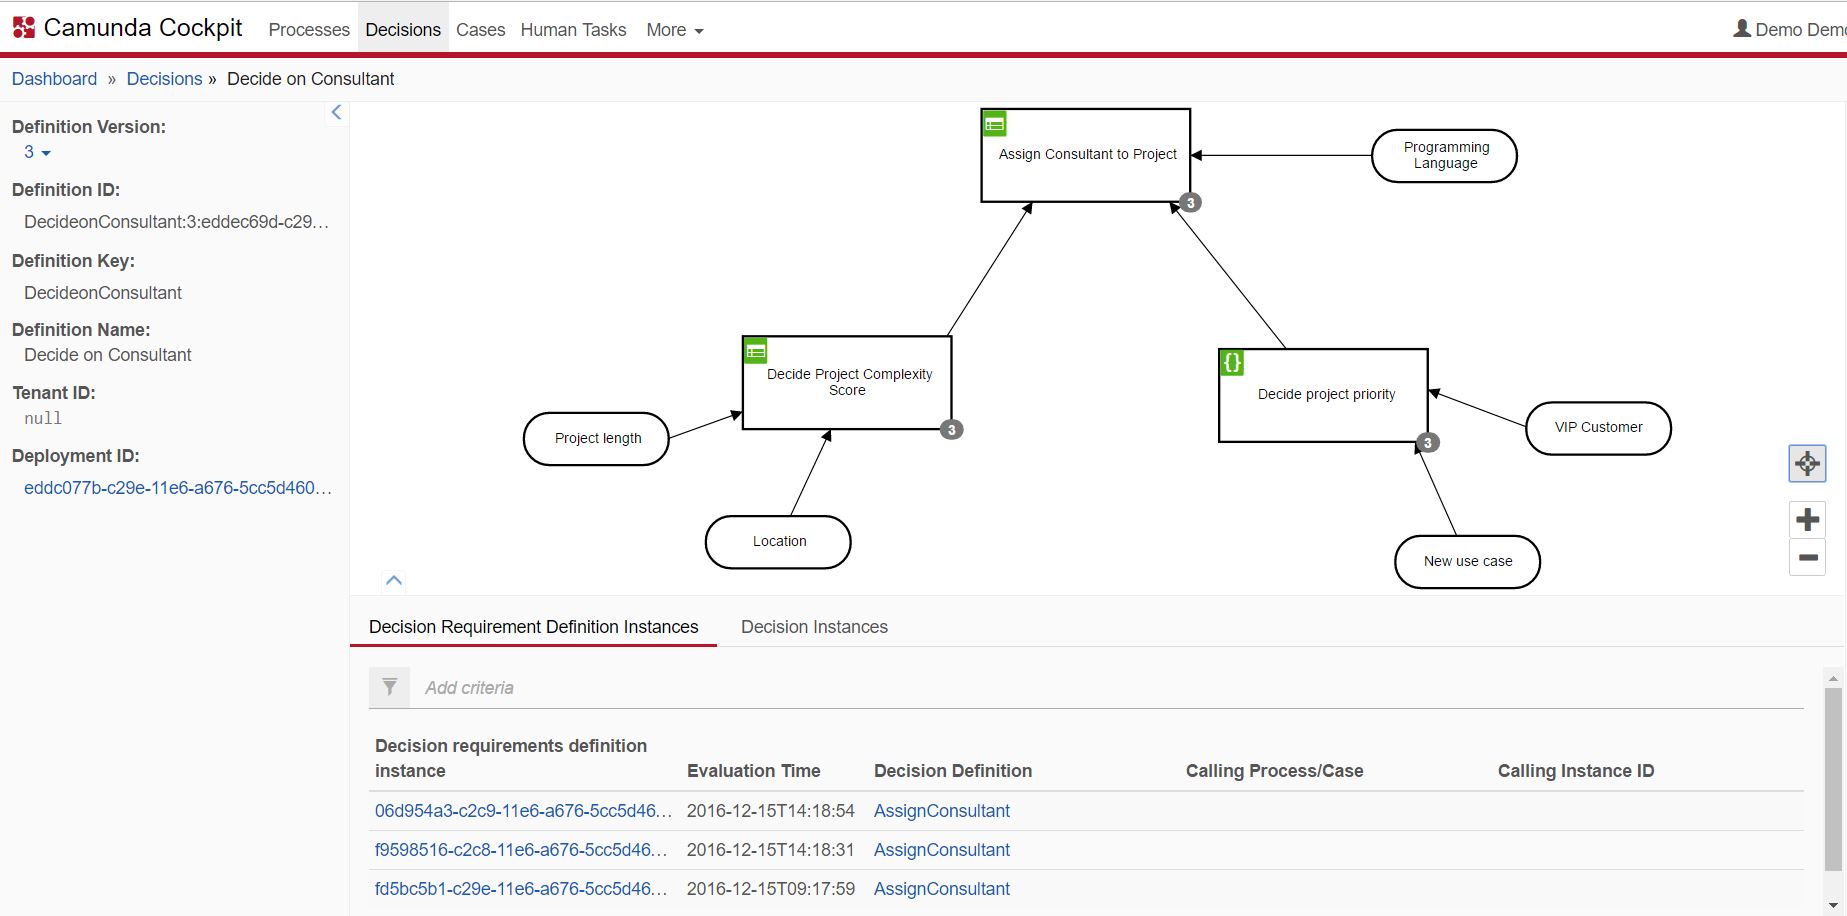 Camunda Cockpit Processes Decisions Cases Human Tasks More Demo Demo
Dashboard » Decisions » Decide on Consultant
Definition Version:
3
Definition ID:
DecideonConsultant:3:eddec69d-c29...
Definition Key:
DecideonConsultant
Definition Name:
Decide on Consultant
Tenant ID:
null
Deployment ID:
eddc077b-c29e-11e6-a676-5cc5d460...
Assign Consultant to Project
3
Programming
Language
Decide Project Complexity
Score
3
{}
Decide project priority
3
Project length
VIP Customer
Location
New use case
Decision Requirement Definition Instances Decision Instances
Add criteria
Decision requirements definition
instance Evaluation Time Decision Definition Calling Process/Case Calling Instance ID
06d954a3-c2c9-11e6-a676-5cc5d46... 2016-12-15T14:18:54 AssignConsultant
f9598516-c2c8-11e6-a676-5cc5d46... 2016-12-15T14:18:31 AssignConsultant
fd5bc5b1-c29e-11e6-a676-5cc5d46... 2016-12-15T09:17:59 AssignConsultant